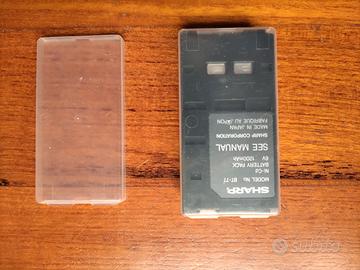 SHARP
MODEL No. BT-77
Ni-Cd
BATTERY PACK
6V 1200mAh
SEE MANUAL
SHARP CORPORATION
MADE IN JAPAN
FABRIQUÉ AU JAPON
subito